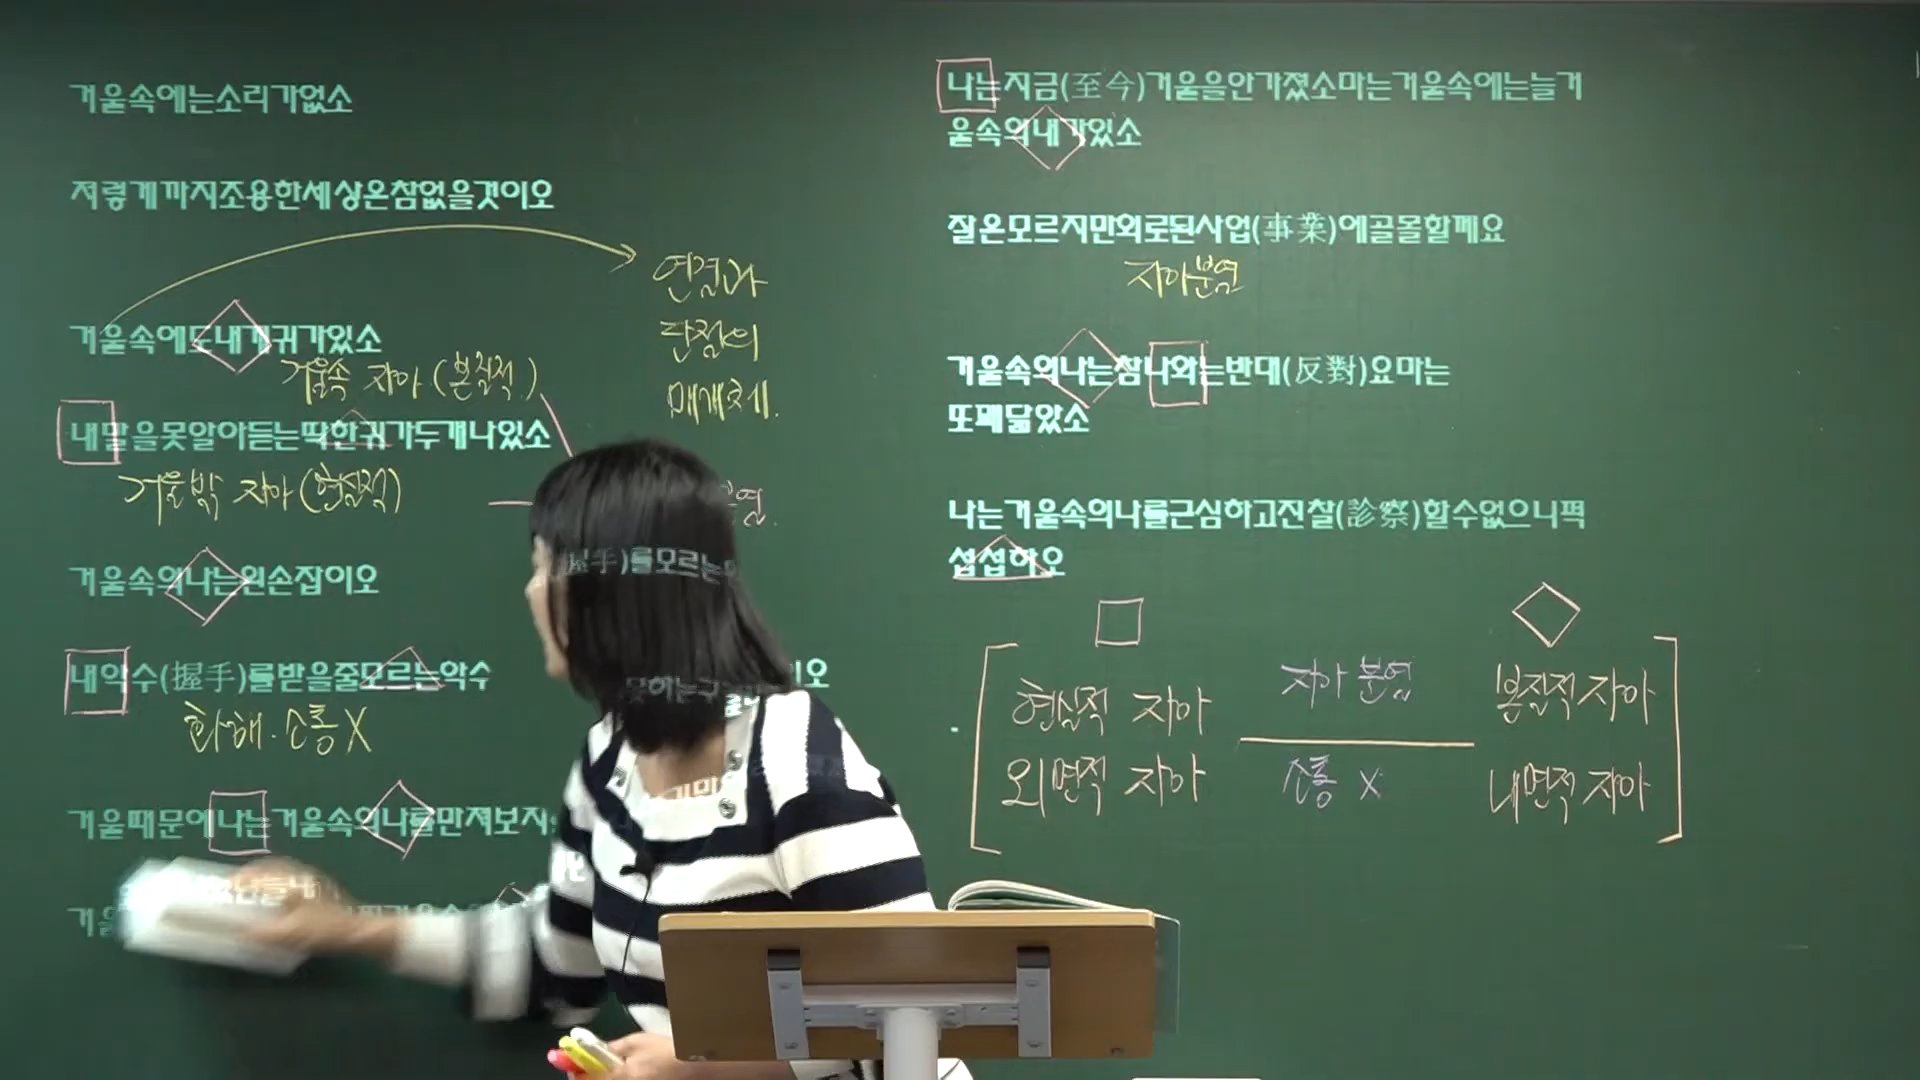 거울속에는소리가없소
저렇게까지조용한세상은참없을것이오
연결과
단절의
매개체.
거울속에도내게귀가있소
거울속 자아 (본질적)
내말을못알아듣는딱한귀가두개나있소
거울밖 자아 (현실적)
분열.
거울속의나는왼손잡이오
(握手)를모르는
내악수(握手)를받을줄모르는악수
이오
화해·소통 X
거울때문에나는거울속의나를만져보지
나는지금(至今)거울을안가졌소마는거울속에는늘거
울속의내가있소
잘은모르지만외로된사업(事業)에골몰할께요
자아분열
거울속의나는참나와는반대(反對)요마는
또꽤닮았소
나는거울속의나를근심하고진찰(診察)할수없으니퍽
섭섭하오
현실적 자아
자아 분열
본질적 자아
외면적 자아
소통 X
내면적 자아